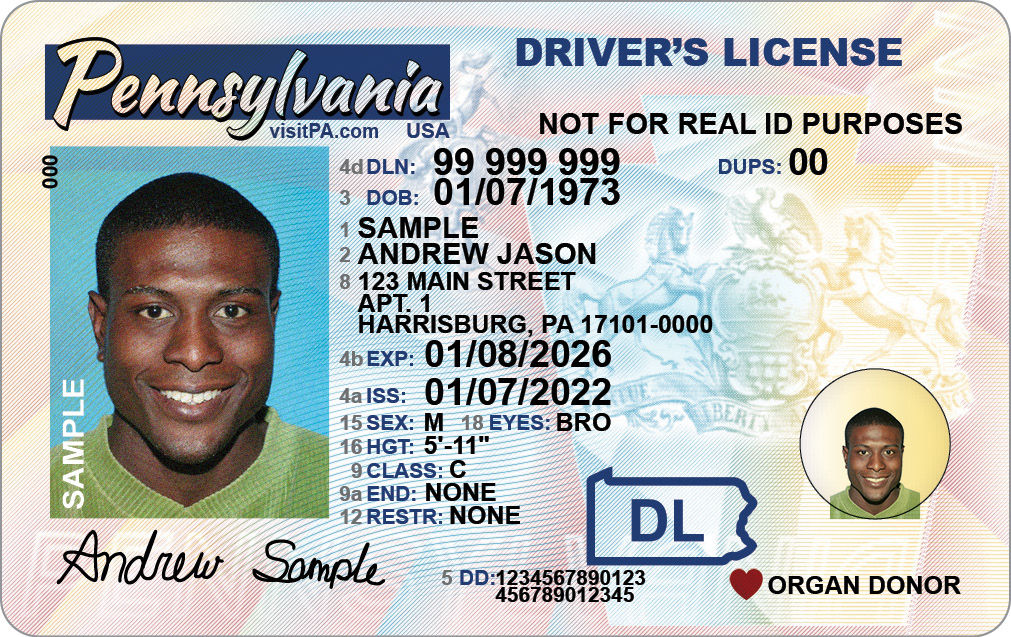 Pennsylvania
visitPA.com USA
DRIVER'S LICENSE
NOT FOR REAL ID PURPOSES
000
4d DLN: 99 999 999 DUPS: 00
3 DOB: 01/07/1973
1 SAMPLE
2 ANDREW JASON
8 123 MAIN STREET
APT. 1
HARRISBURG, PA 17101-0000
4b EXP: 01/08/2026
4a ISS: 01/07/2022
15 SEX: M 18 EYES: BRO
16 HGT: 5'-11"
9 CLASS: C
9a END: NONE
12 RESTR: NONE
SAMPLE
LIBERTY
DL
Andrew Sample
5 DD: 1234567890123
456789012345
ORGAN DONOR